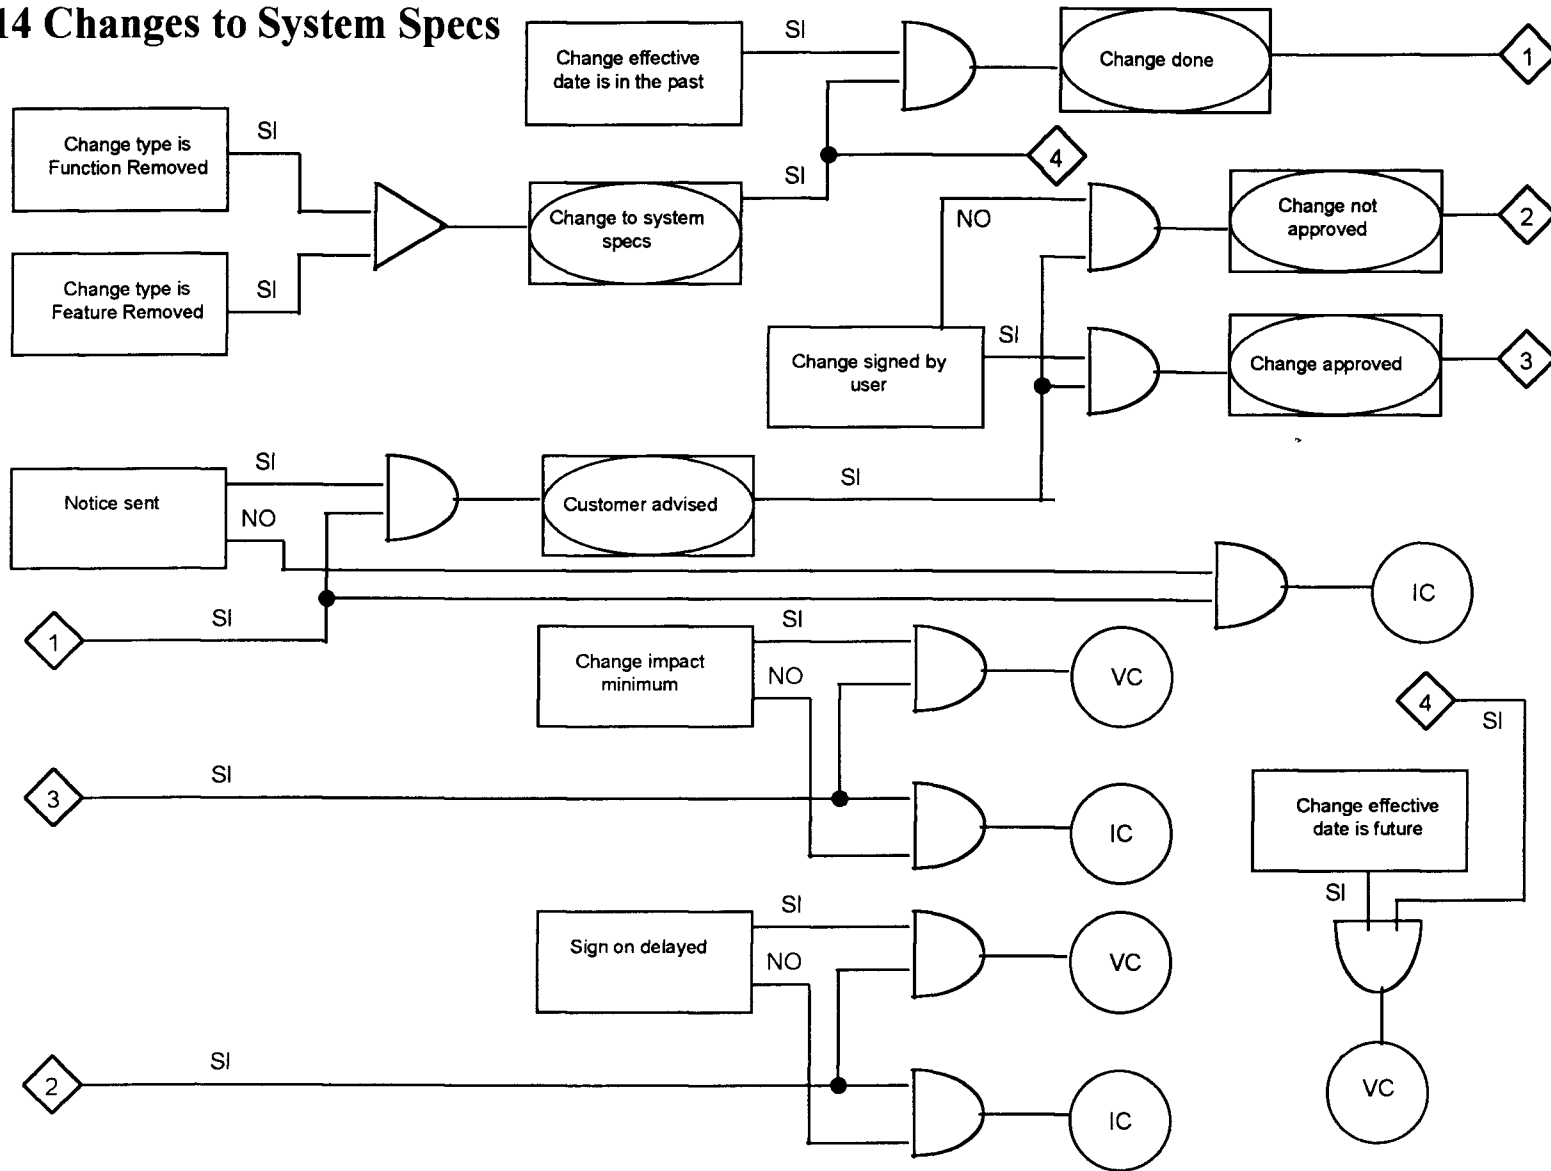 14 Changes to System Specs
SI
Change effective
date is in the past
Change done
1
Change type is
Function Removed
SI
4
SI
Change to system
specs
NO
Change not
approved
2
Change type is
Feature Removed
SI
Change signed by
user
SI
Change approved
3
Notice sent
SI
NO
Customer advised
SI
IC
1
SI
Change impact
minimum
SI
NO
VC
4
SI
3
SI
IC
Change effective
date is future
SI
Sign on delayed
SI
NO
VC
2
SI
IC
VC